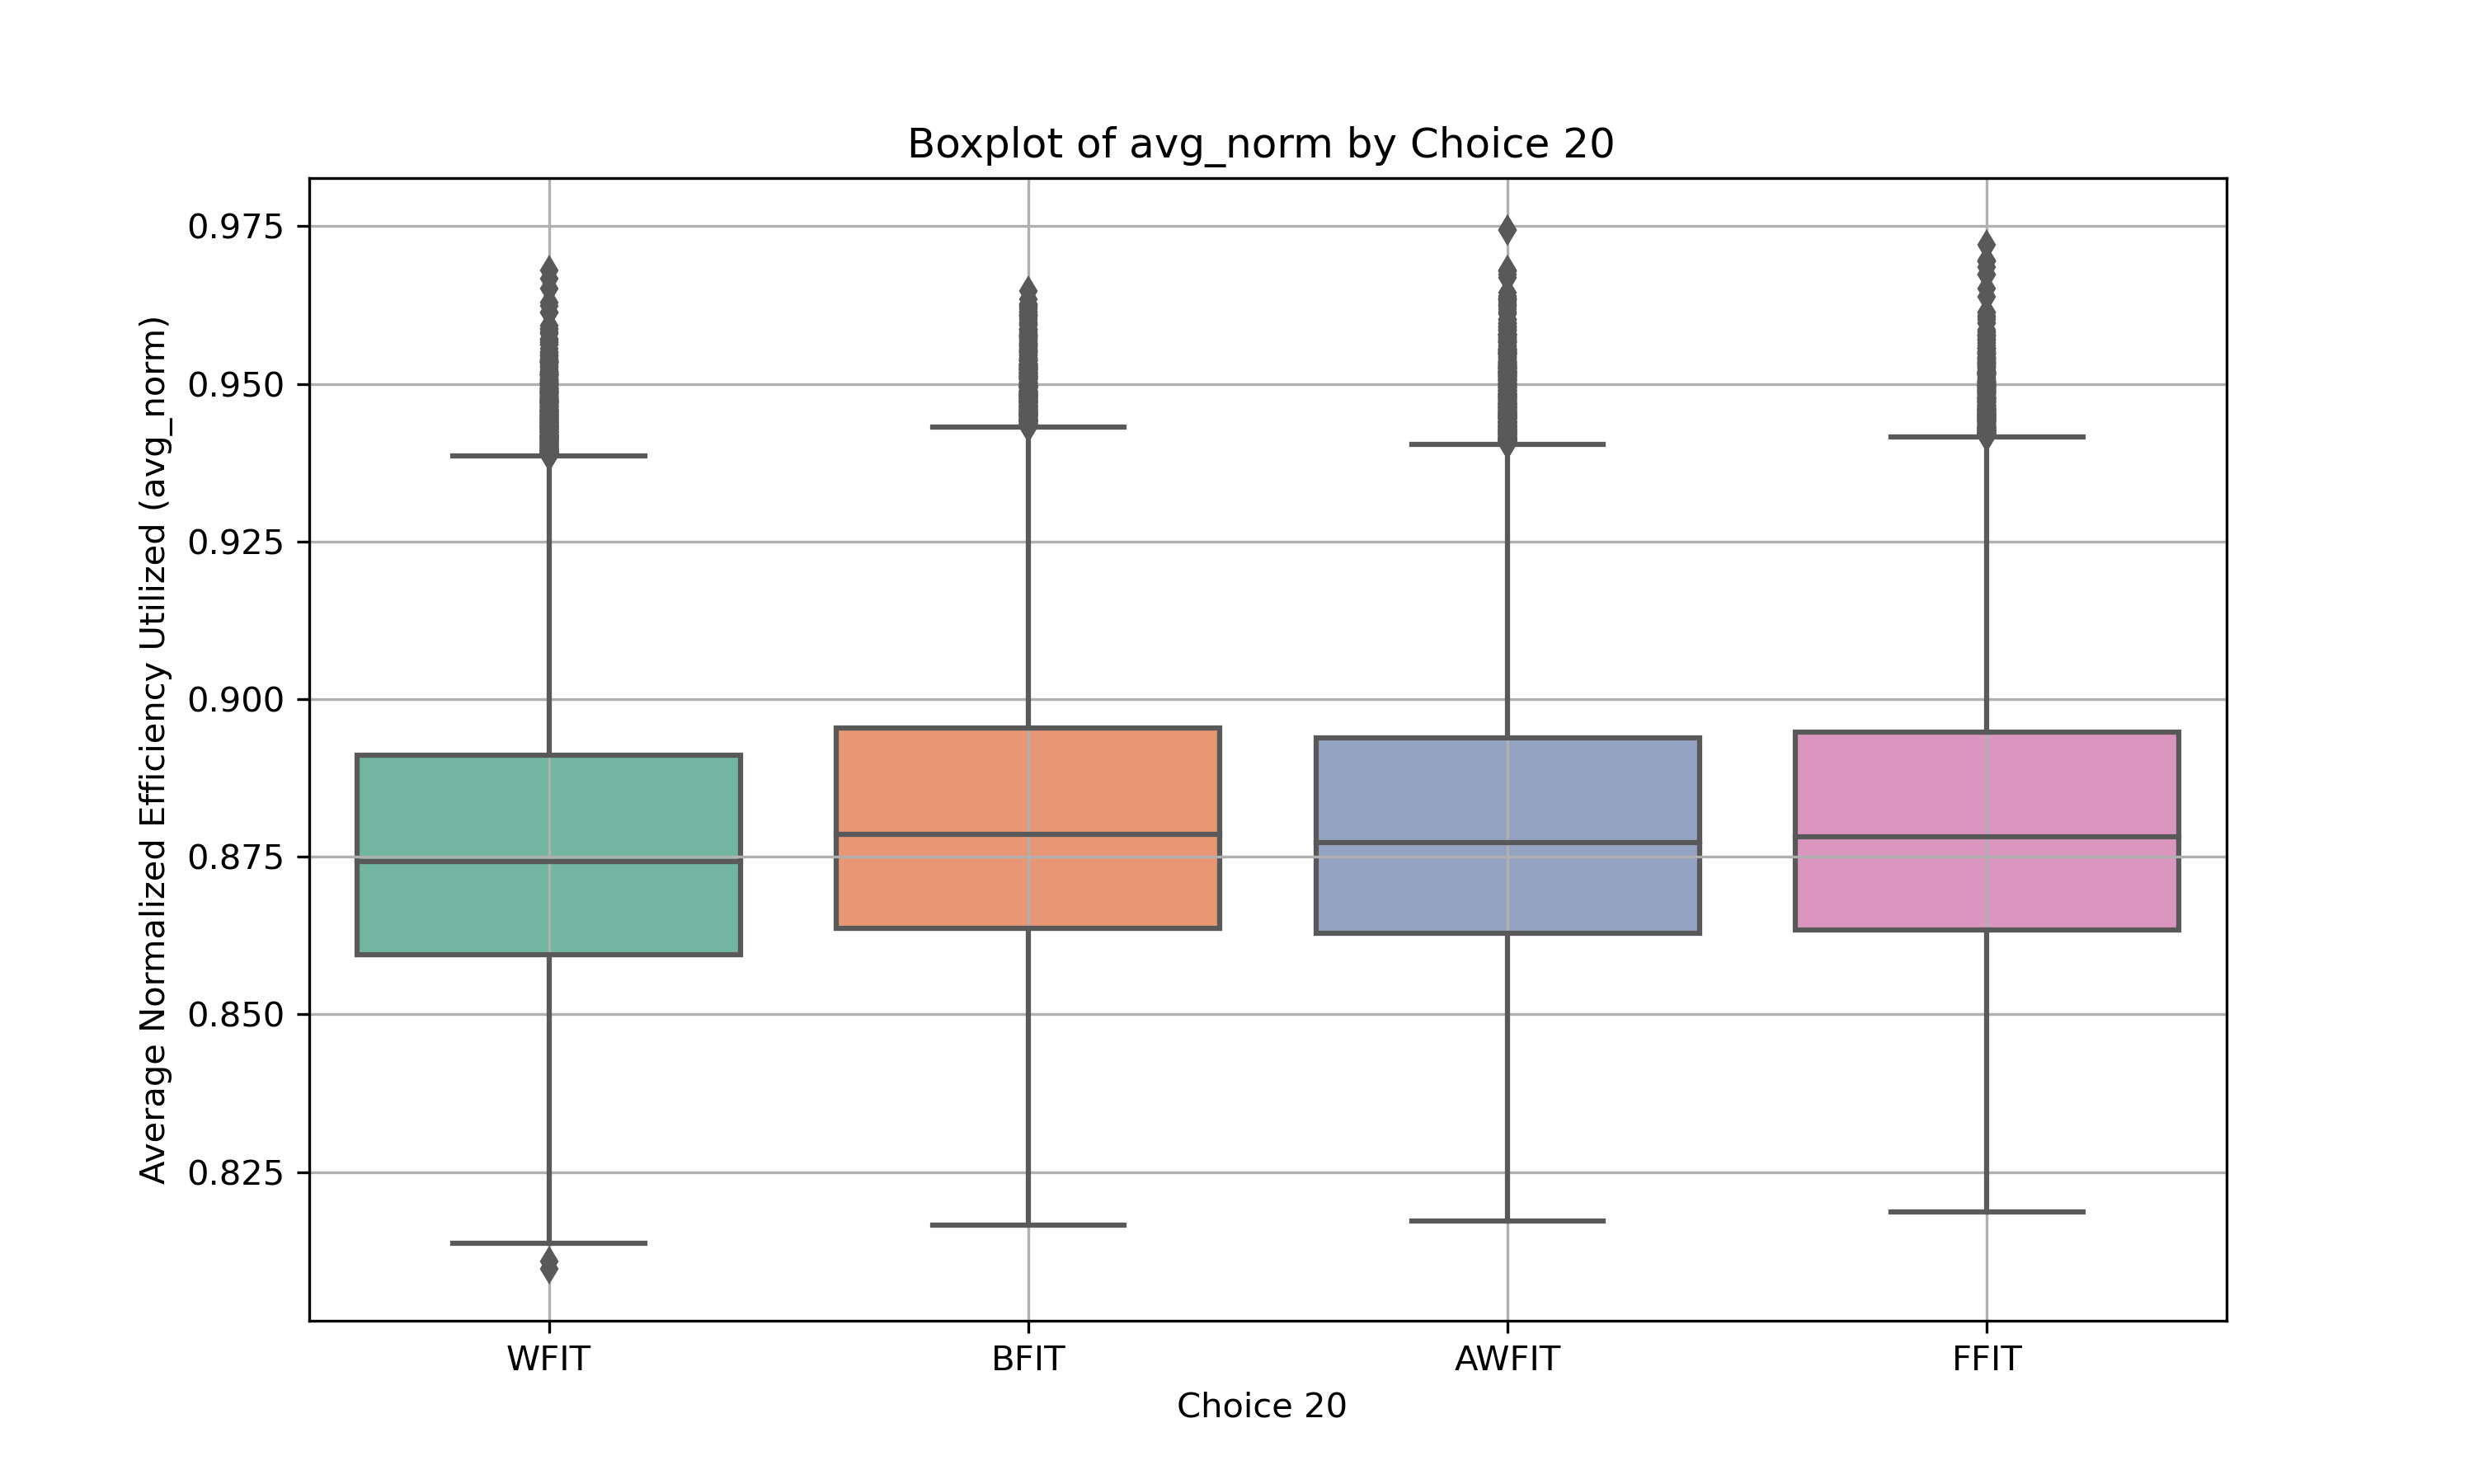 Boxplot of avg_norm by Choice 20
Average Normalized Efficiency Utilized (avg_norm)
0.975
0.950
0.925
0.900
0.875
0.850
0.825
WFIT
BFIT
AWFIT
FFIT
Choice 20